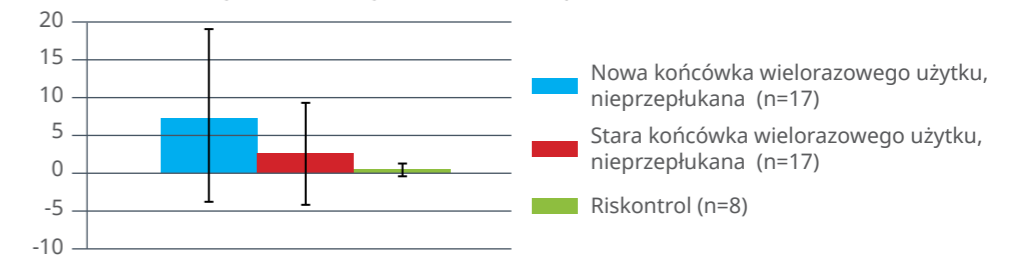 20
15
10
5
0
-5
-10
Nowa końcówka wielorazowego użytku,
nieprzepłukana (n=17)
Stara końcówka wielorazowego użytku,
nieprzepłukana (n=17)
Riskontrol (n=8)